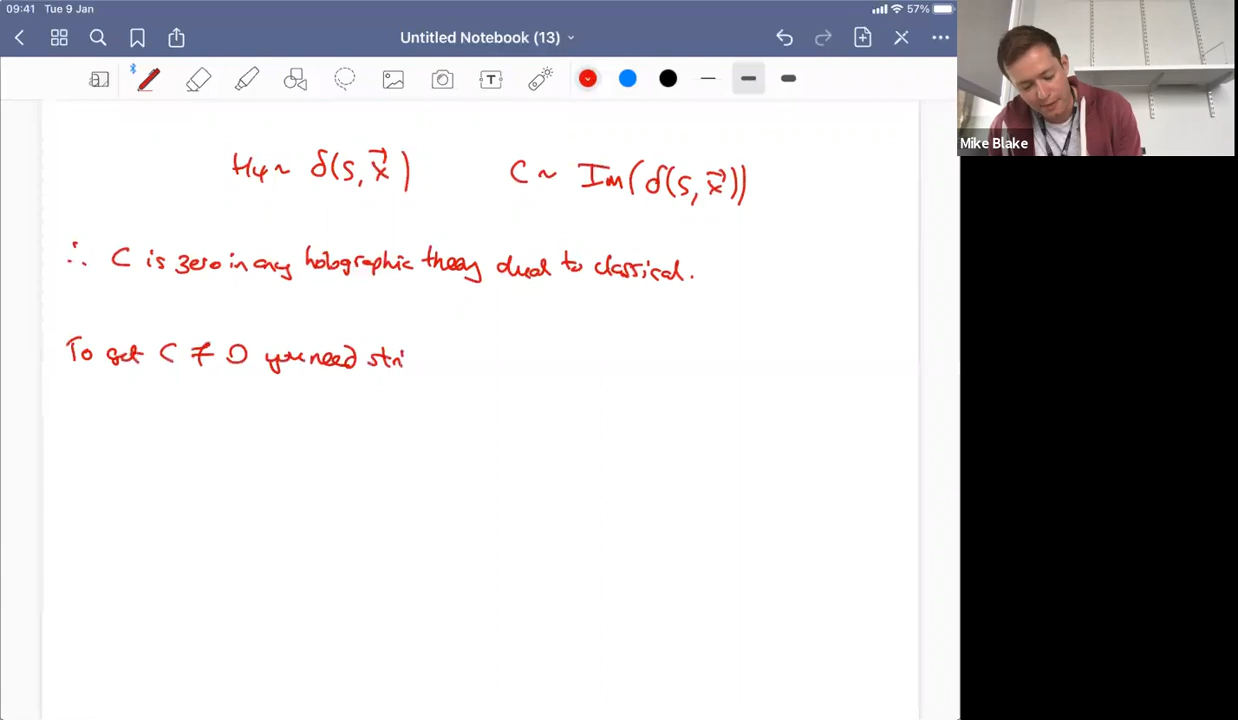 09:41 Tue 9 Jan
57%
Untitled Notebook (13)
Mike Blake
H4 ~ δ(s, x⃗)
C ~ Im(δ(s, x⃗))
∴ C is zero in any holographic theory dual to classical.
To get C ≠ 0 you need stri